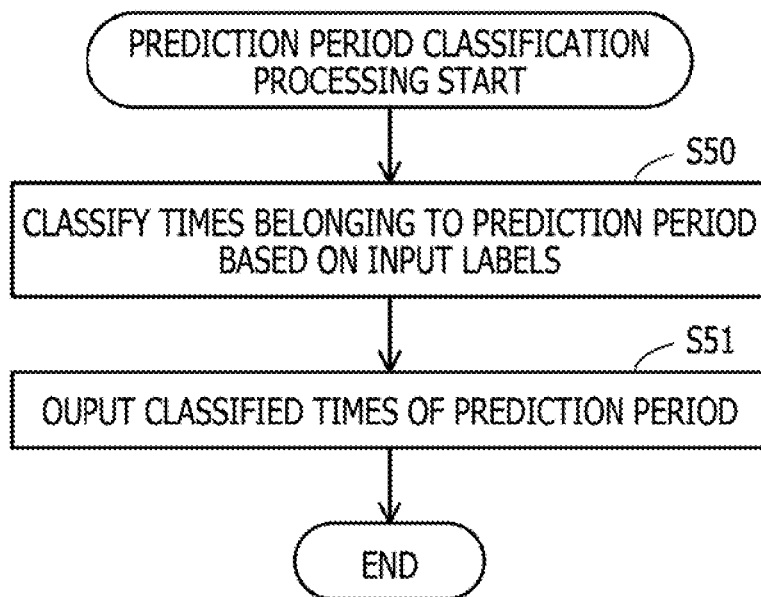 PREDICTION PERIOD CLASSIFICATION
PROCESSING START
S50
CLASSIFY TIMES BELONGING TO PREDICTION PERIOD
BASED ON INPUT LABELS
S51
OUPUT CLASSIFIED TIMES OF PREDICTION PERIOD
END